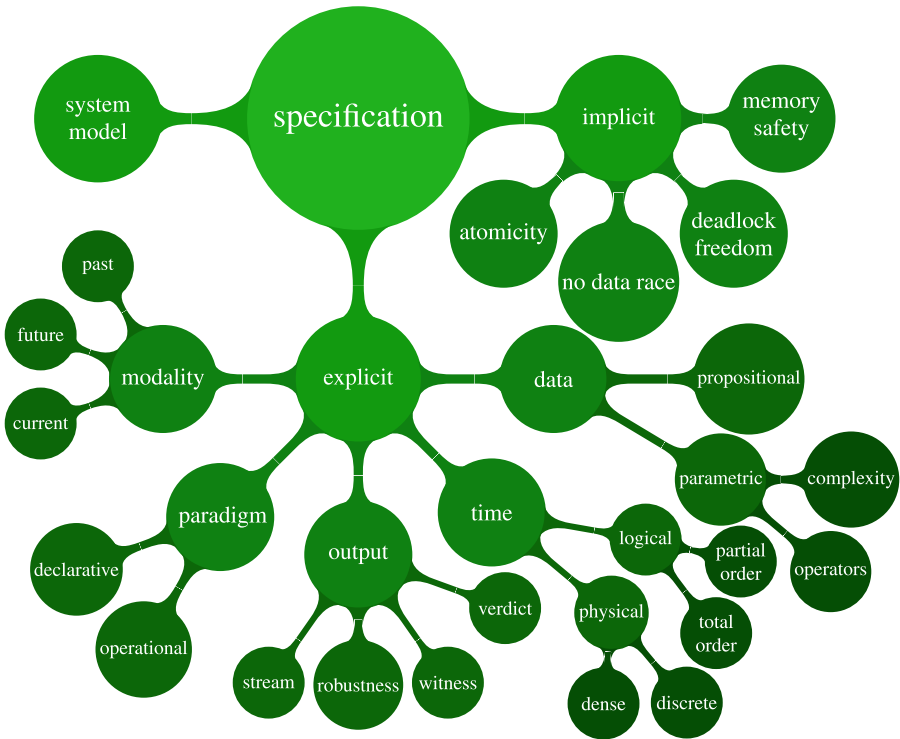 system
model
specification
implicit
memory
safety
atomicity
no data race
deadlock
freedom
past
future
current
modality
explicit
data
propositional
parametric
complexity
operators
paradigm
declarative
operational
output
stream
robustness
witness
verdict
time
logical
partial
order
total
order
physical
dense
discrete